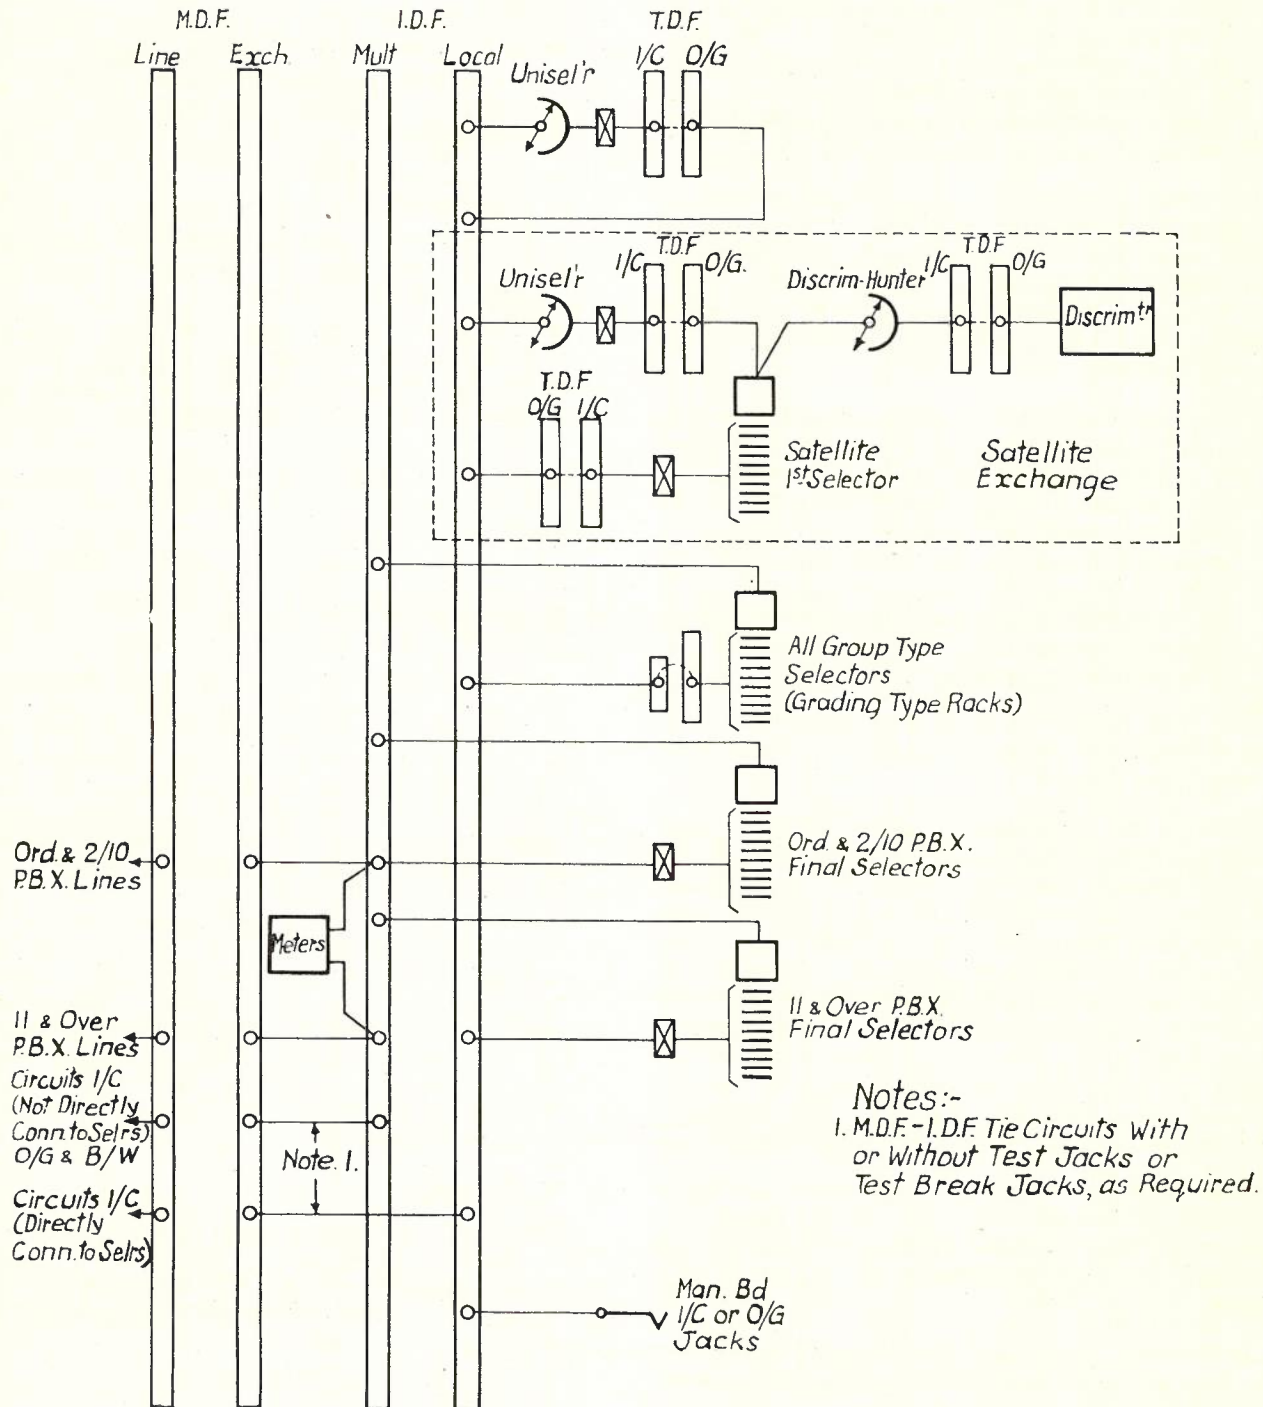 M.D.F.
I.D.F.
T.D.F.
Line
Exch.
Mult
Local
I/C
O/G
Unisel'r
T.D.F
I/C
O/G.
Unisel'r
Discrim-Hunter
T.D.F
I/C
O/G
Discrim tr
T.D.F
O/G
I/C
Satellite
1st Selector
Satellite
Exchange
All Group Type
Selectors
(Grading Type Racks)
Ord. & 2/10
P.B.X. Lines
Ord. & 2/10 P.B.X.
Final Selectors
Meters
11 & Over
P.B.X. Lines
11 & Over P.B.X.
Final Selectors
Circuits I/C
(Not Directly
Conn. to Selrs)
O/G & B/W
Note. 1.
Circuits I/C
(Directly
Conn. to Selrs)
Notes:-
1. M.D.F.-I.D.F. Tie Circuits With
or Without Test Jacks or
Test Break Jacks, as Required.
Man. Bd
I/C or O/G
Jacks